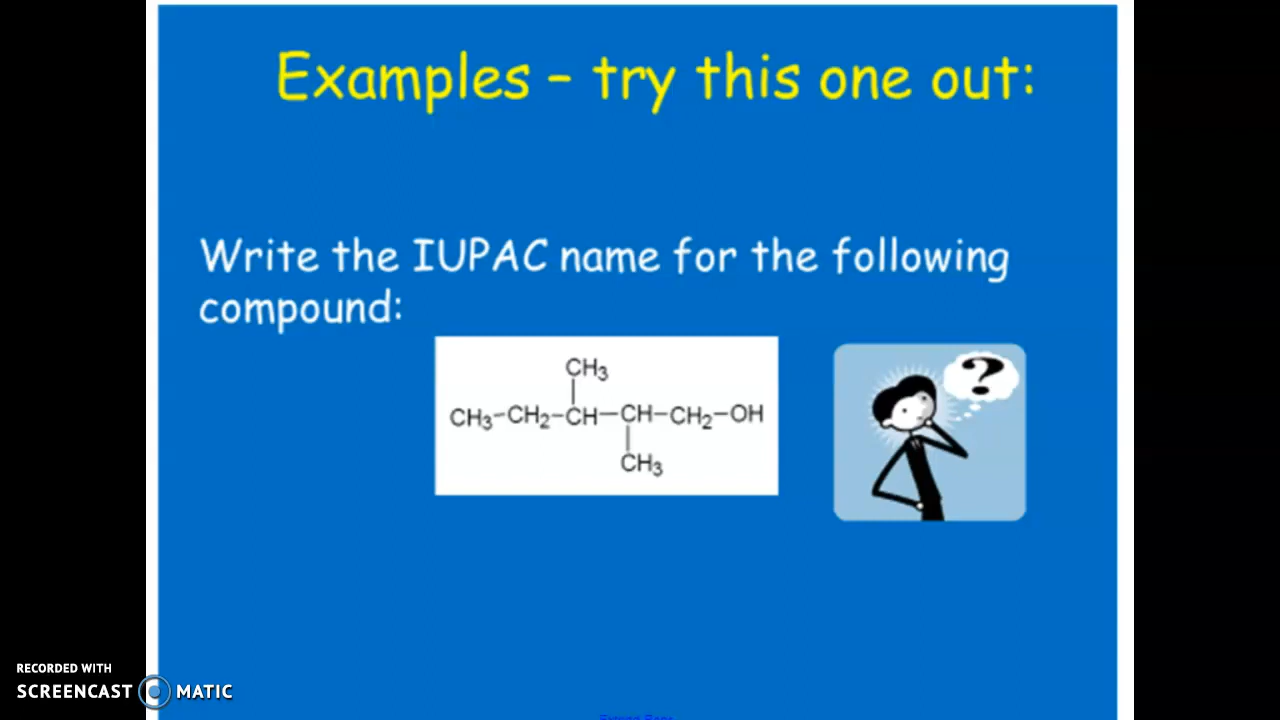 Examples – try this one out:
Write the IUPAC name for the following
compound:
CH3
CH3-CH2-CH-CH-CH2-OH
CH3
?
RECORDED WITH
SCREENCAST MATIC